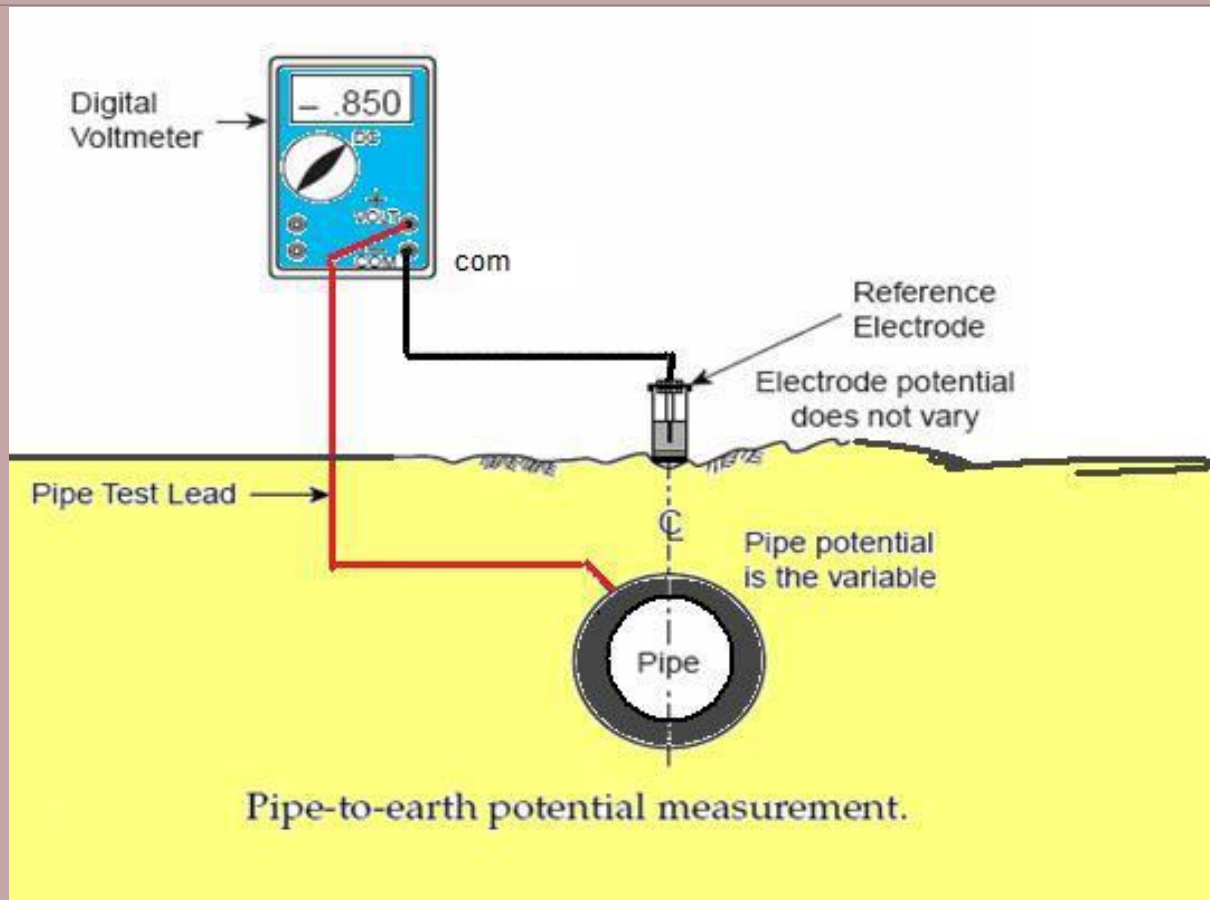 Digital
Voltmeter
– .850
DC
+
VOLT
–
COM
com
Reference
Electrode
Electrode potential
does not vary
Pipe Test Lead
℄
Pipe potential
is the variable
Pipe
Pipe-to-earth potential measurement.